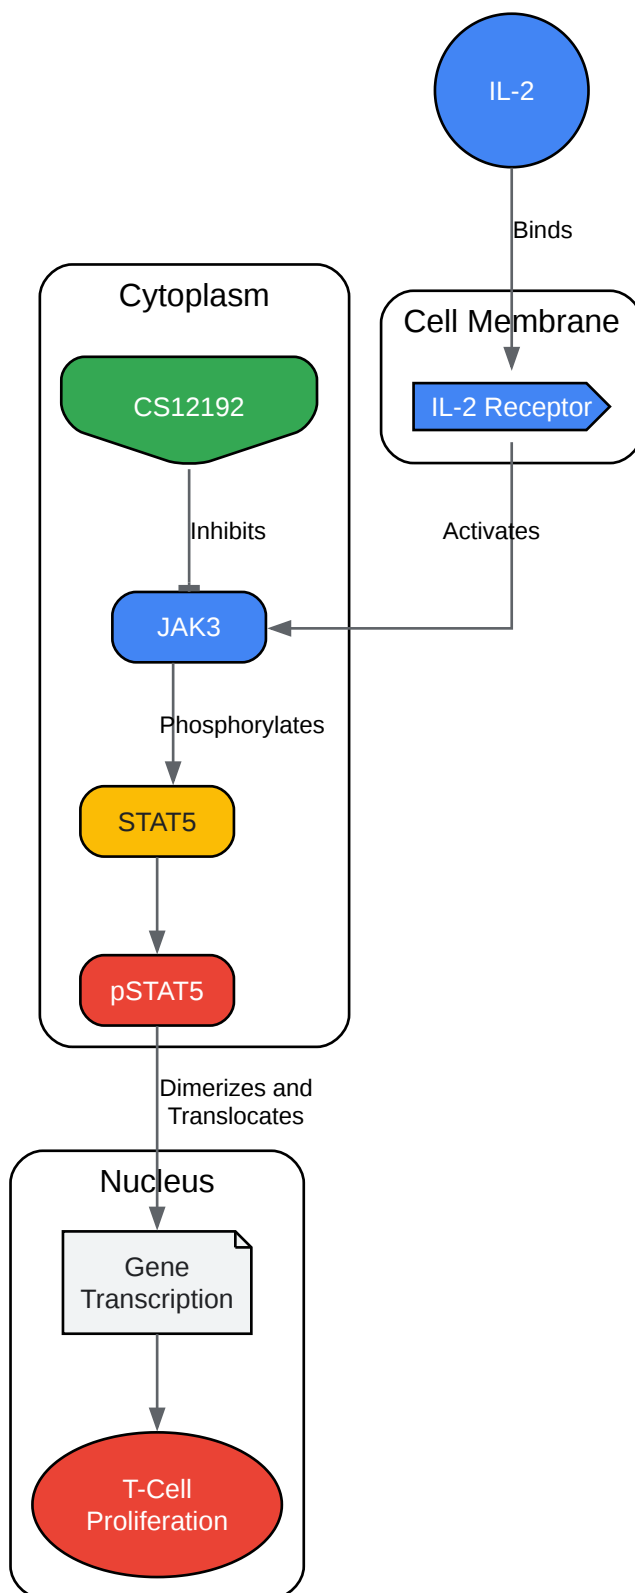 IL-2
Binds
Cytoplasm
Cell Membrane
CS12192
IL-2 Receptor
Inhibits
Activates
JAK3
Phosphorylates
STAT5
pSTAT5
Dimerizes and
Translocates
Nucleus
Gene
Transcription
T-Cell
Proliferation